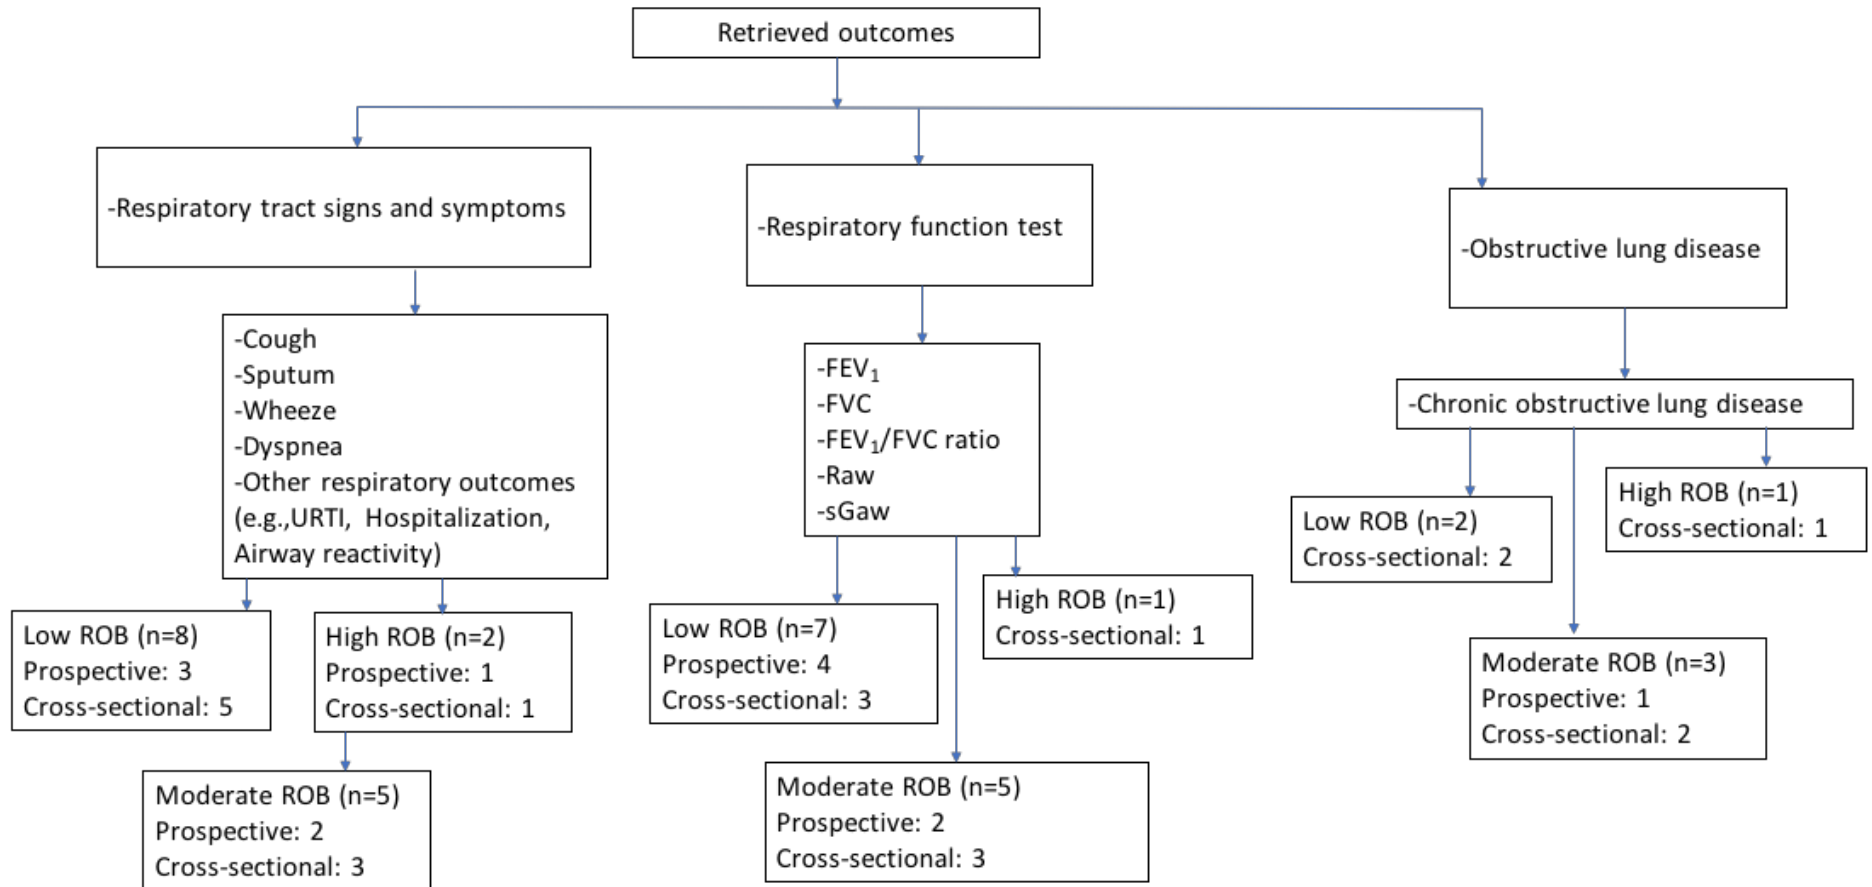 Retrieved outcomes
-Respiratory tract signs and symptoms
-Cough
-Sputum
-Wheeze
-Dyspnea
-Other respiratory outcomes
(e.g.,URTI, Hospitalization,
Airway reactivity)
Low ROB (n=8)
Prospective: 3
Cross-sectional: 5
High ROB (n=2)
Prospective: 1
Cross-sectional: 1
Moderate ROB (n=5)
Prospective: 2
Cross-sectional: 3
-Respiratory function test
-FEV₁
-FVC
-FEV₁/FVC ratio
-Raw
-sGaw
Low ROB (n=7)
Prospective: 4
Cross-sectional: 3
High ROB (n=1)
Cross-sectional: 1
Moderate ROB (n=5)
Prospective: 2
Cross-sectional: 3
-Obstructive lung disease
-Chronic obstructive lung disease
Low ROB (n=2)
Cross-sectional: 2
High ROB (n=1)
Cross-sectional: 1
Moderate ROB (n=3)
Prospective: 1
Cross-sectional: 2